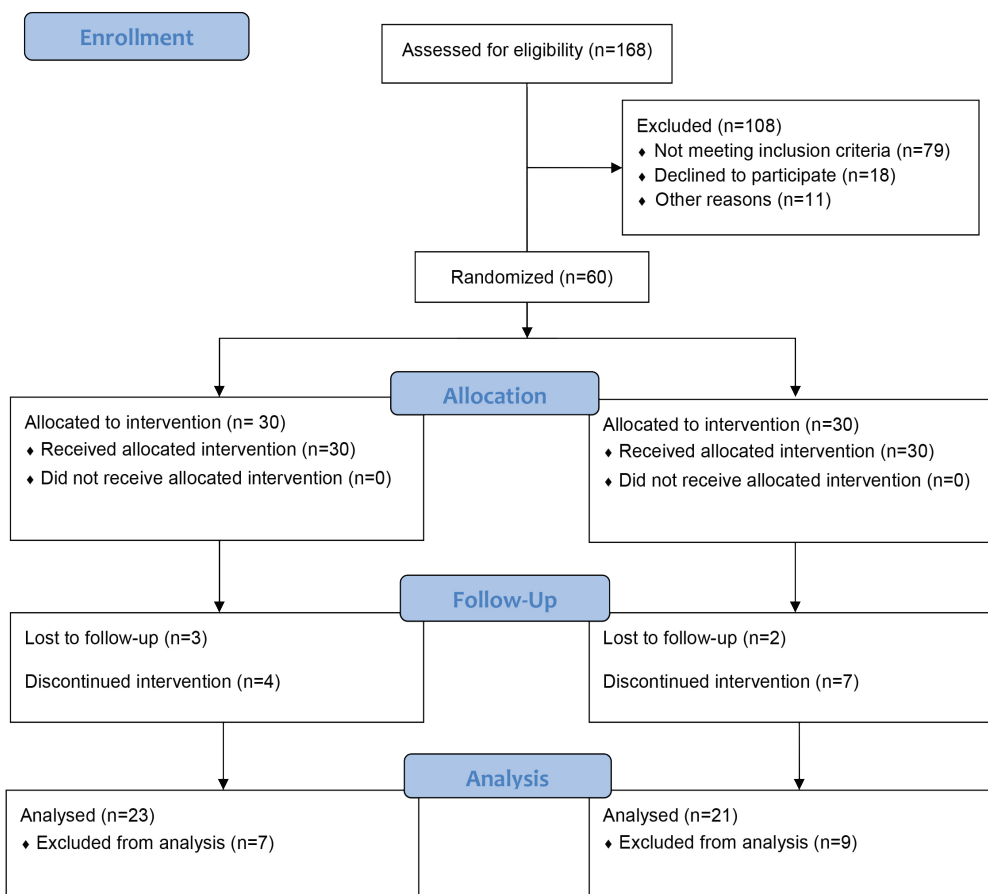 Enrollment
Assessed for eligibility (n=168)
Excluded (n=108)
♦ Not meeting inclusion criteria (n=79)
♦ Declined to participate (n=18)
♦ Other reasons (n=11)
Randomized (n=60)
Allocation
Allocated to intervention (n= 30)
♦ Received allocated intervention (n=30)
♦ Did not receive allocated intervention (n=0)
Allocated to intervention (n=30)
♦ Received allocated intervention (n=30)
♦ Did not receive allocated intervention (n=0)
Follow-Up
Lost to follow-up (n=3)
Discontinued intervention (n=4)
Lost to follow-up (n=2)
Discontinued intervention (n=7)
Analysis
Analysed (n=23)
♦ Excluded from analysis (n=7)
Analysed (n=21)
♦ Excluded from analysis (n=9)